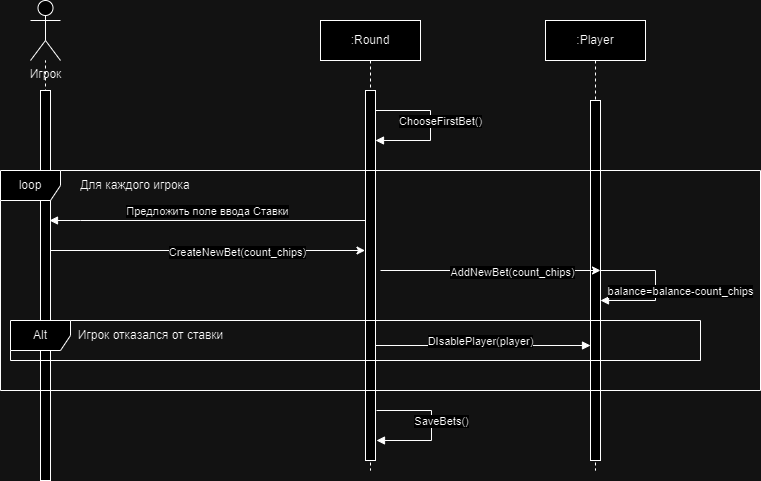 :Round
:Player
Игрок
ChooseFirstBet()
loop
Для каждого игрока
Предложить поле ввода Ставки
CreateNewBet(count_chips)
AddNewBet(count_chips)
balance=balance-count_chips
Alt
Игрок отказался от ставки
DIsablePlayer(player)
SaveBets()